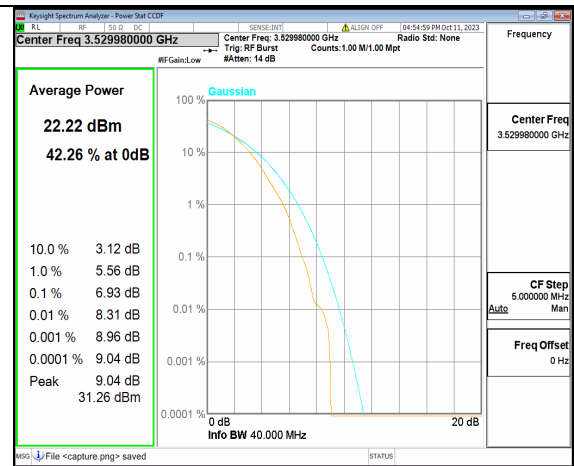 Keysight Spectrum Analyzer - Power Stat CCDF
RL RF 50 Ω DC SENSE:INT ALIGN OFF 04:54:59 PM Oct 11, 2023
Center Freq 3.529980000 GHz
Center Freq: 3.529980000 GHz Radio Std: None
Trig: RF Burst Counts:1.00 M/1.00 Mpt
#IFGain:Low #Atten: 14 dB
Frequency
Average Power
22.22 dBm
42.26 % at 0dB
10.0 % 3.12 dB
1.0 % 5.56 dB
0.1 % 6.93 dB
0.01 % 8.31 dB
0.001 % 8.96 dB
0.0001 % 9.04 dB
Peak 9.04 dB
31.26 dBm
Gaussian
100 %
10 %
1 %
0.1 %
0.01 %
0.001 %
0.0001 %
0 dB 20 dB
Info BW 40.000 MHz
Center Freq
3.529980000 GHz
CF Step
5.000000 MHz
Auto Man
Freq Offset
0 Hz
MSG File <capture.png> saved STATUS